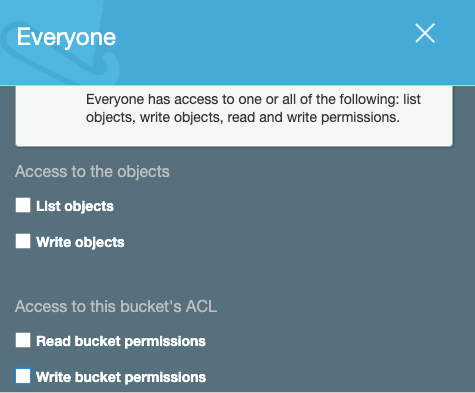 Everyone
Everyone has access to one or all of the following: list
objects, write objects, read and write permissions.
Access to the objects
List objects
Write objects
Access to this bucket's ACL
Read bucket permissions
Write bucket permissions